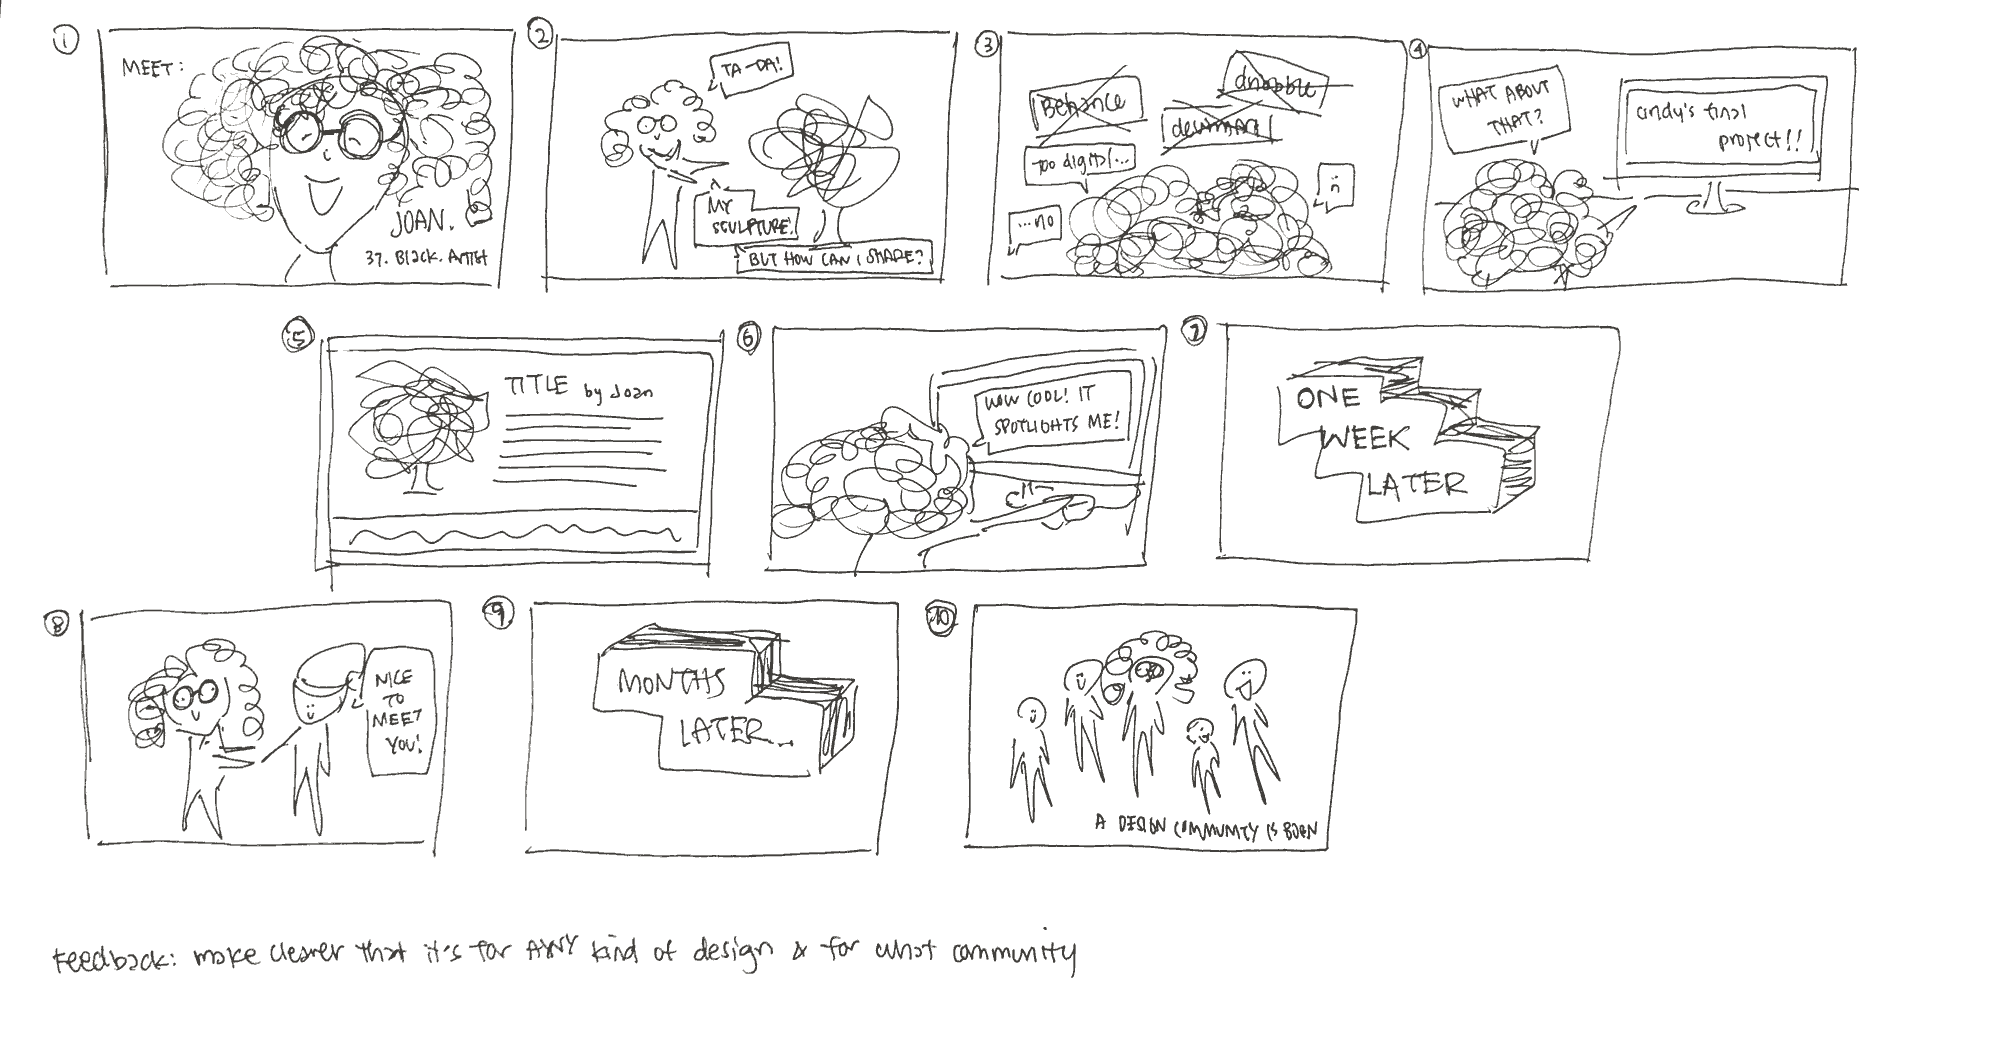 1
MEET:
JOAN.
37. Black. Artist
2
TA-DA!
MY
SCULPTURE!
BUT HOW CAN I SHARE?
3
Behance
dribbble
deviantart
too digital...
...no
4
WHAT ABOUT
THAT?
cindy's final
project!!
5
TITLE by Joan
6
WOW COOL! IT
SPOTLIGHTS ME!
7
ONE
WEEK
LATER
8
NICE
TO
MEET
YOU!
9
MONTHS
LATER...
10
A DESIGN COMMUNITY IS BORN
Feedback: make clearer that it's for ANY kind of design & for what community